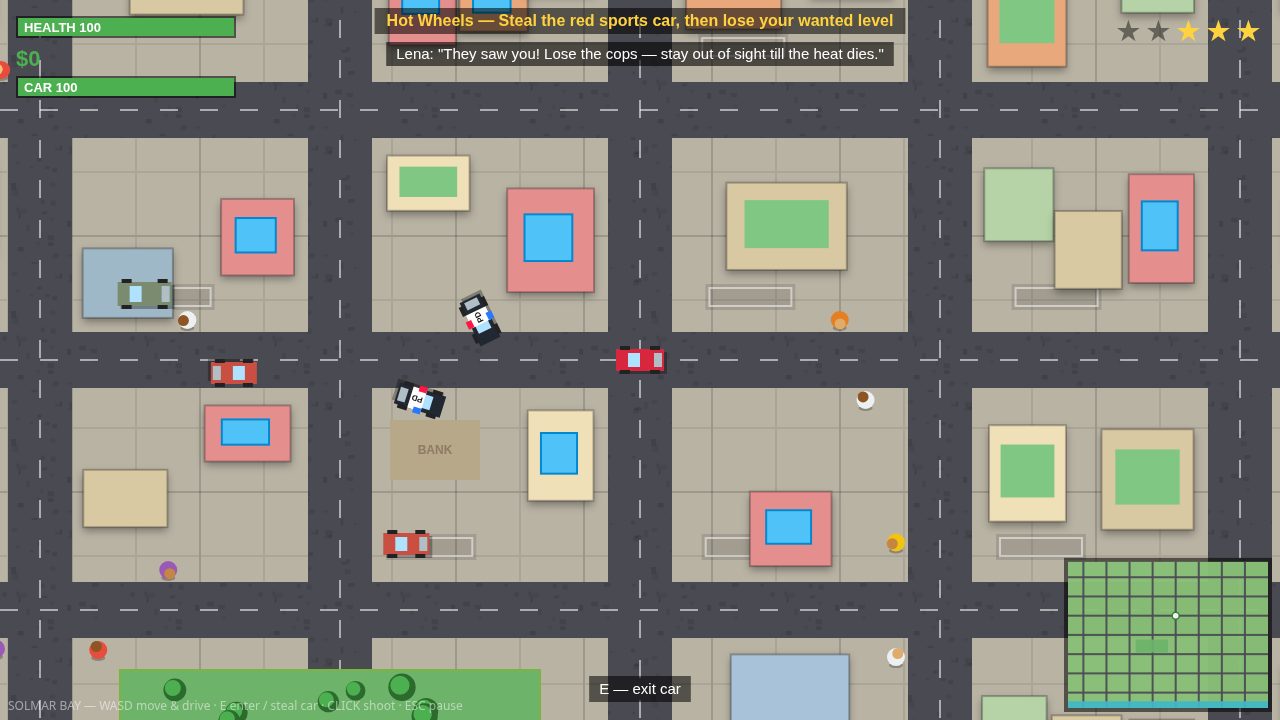 HEALTH 100
$0
CAR 100
Hot Wheels — Steal the red sports car, then lose your wanted level
Lena: "They saw you! Lose the cops — stay out of sight till the heat dies."
PD
PD
BANK
E — exit car
SOLMAR BAY — WASD move & drive · E enter / steal car · CLICK shoot · ESC pause